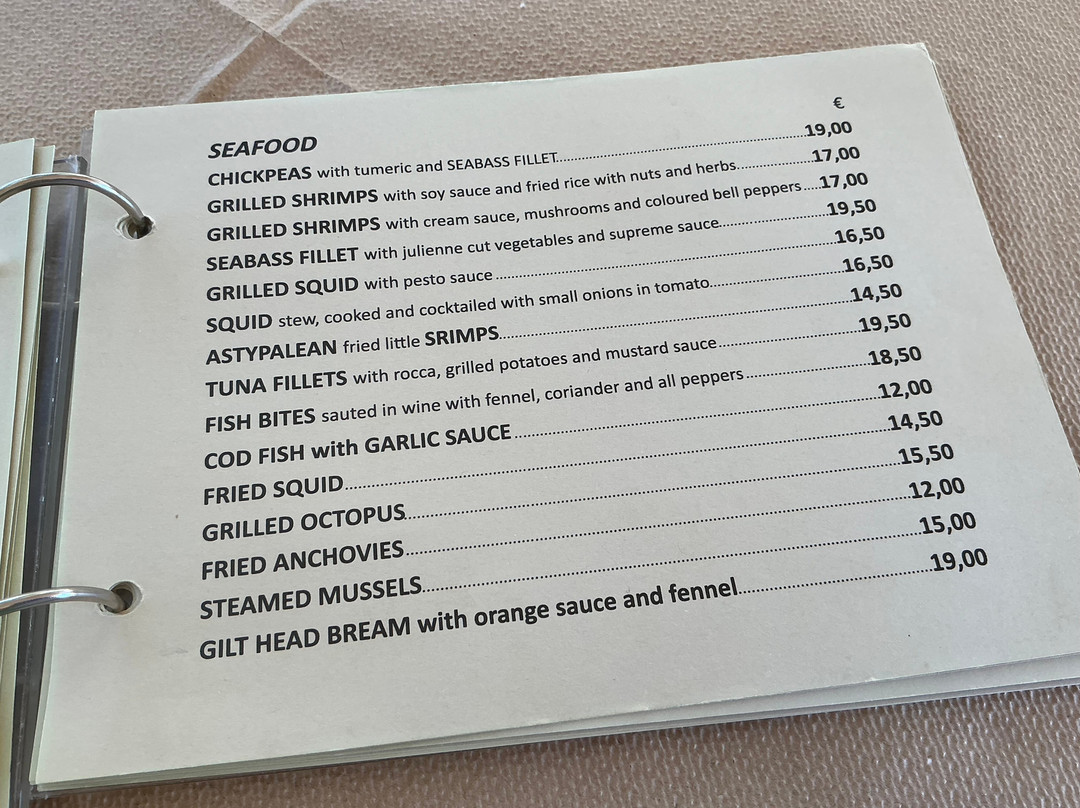 €
SEAFOOD
CHICKPEAS with tumeric and SEABASS FILLET 19,00
GRILLED SHRIMPS with soy sauce and fried rice with nuts and herbs 17,00
GRILLED SHRIMPS with cream sauce, mushrooms and coloured bell peppers 17,00
SEABASS FILLET with julienne cut vegetables and supreme sauce 19,50
GRILLED SQUID with pesto sauce 16,50
SQUID stew, cooked and cocktailed with small onions in tomato 16,50
ASTYPALEAN fried little SRIMPS 14,50
TUNA FILLETS with rocca, grilled potatoes and mustard sauce 19,50
FISH BITES sauted in wine with fennel, coriander and all peppers 18,50
COD FISH with GARLIC SAUCE 12,00
FRIED SQUID 14,50
GRILLED OCTOPUS 15,50
FRIED ANCHOVIES 12,00
STEAMED MUSSELS 15,00
GILT HEAD BREAM with orange sauce and fennel 19,00